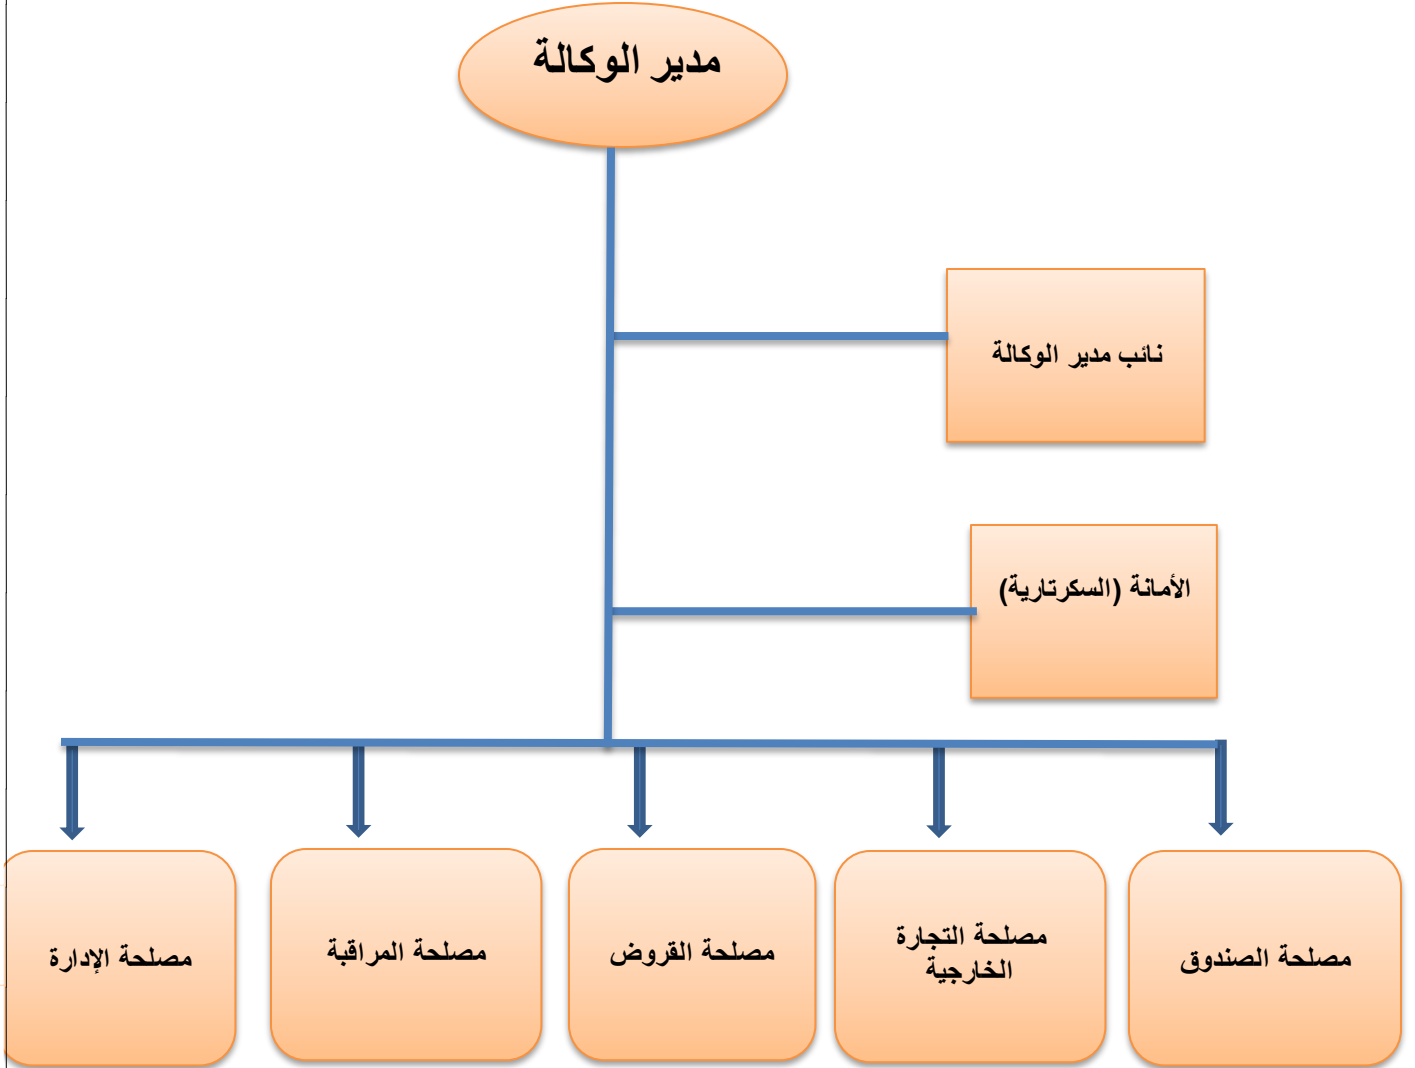 مدير الوكالة
نائب مدير الوكالة
الأمانة (السكرتارية)
مصلحة الصندوق
مصلحة التجارة
الخارجية
مصلحة القروض
مصلحة المراقبة
مصلحة الإدارة